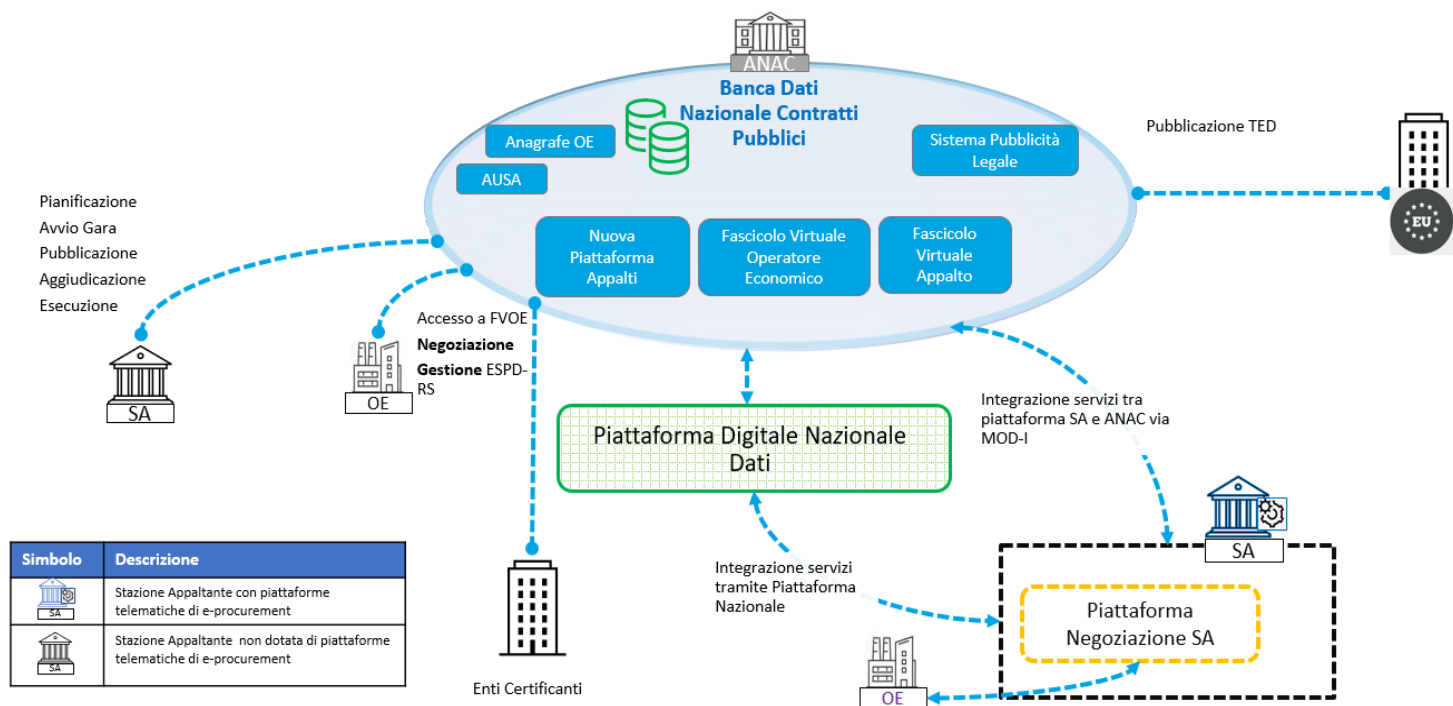 ANAC
Banca Dati
Nazionale Contratti
Pubblici
Anagrafe OE
AUSA
Sistema Pubblicità
Legale
Nuova
Piattaforma
Appalti
Fascicolo Virtuale
Operatore
Economico
Fascicolo
Virtuale
Appalto
Pubblicazione TED
EU
Pianificazione
Avvio Gara
Pubblicazione
Aggiudicazione
Esecuzione
SA
OE
Accesso a FVOE
Negoziazione
Gestione ESPD-
RS
Piattaforma Digitale Nazionale
Dati
Integrazione servizi tra
piattaforma SA e ANAC via
MOD-I
SA
Piattaforma
Negoziazione SA
Integrazione servizi
tramite Piattaforma
Nazionale
OE
Enti Certificanti
Simbolo Descrizione
SA
Stazione Appaltante con piattaforme
telematiche di e-procurement
SA
Stazione Appaltante non dotata di piattaforme
telematiche di e-procurement